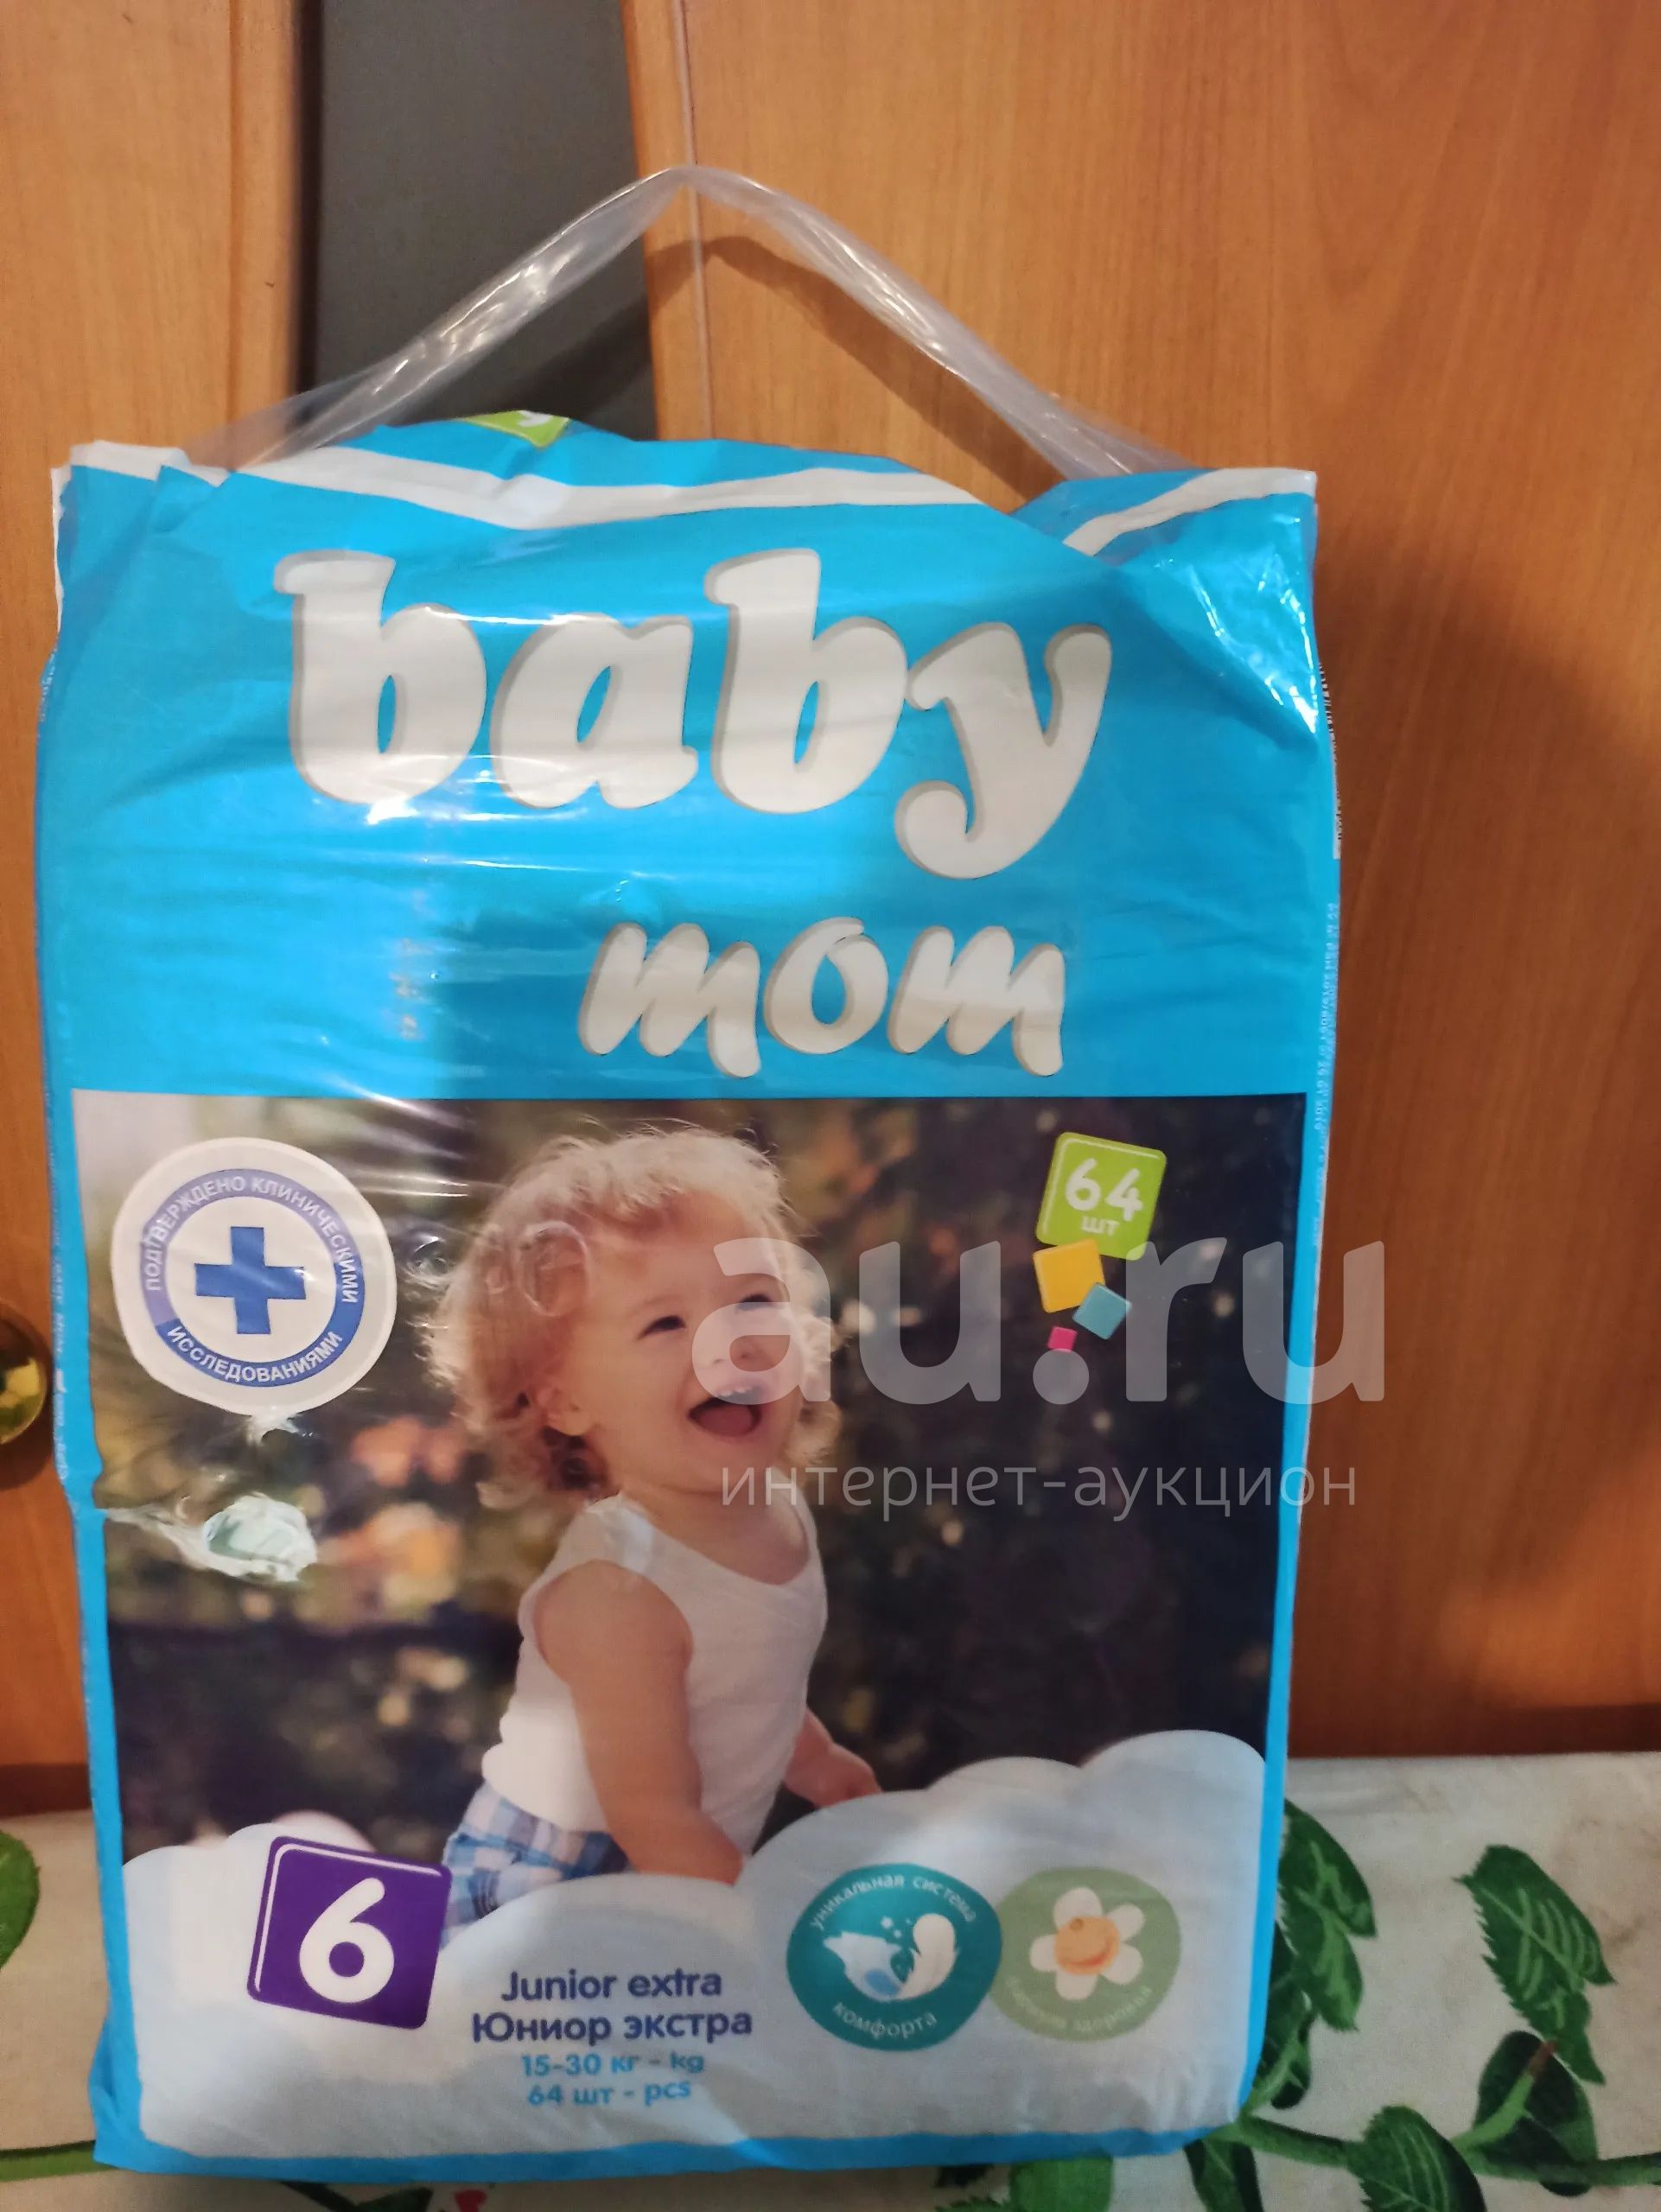 baby
mom
ПОДТВЕРЖДЕНО КЛИНИЧЕСКИМИ
ИССЛЕДОВАНИЯМИ
64
шт
au.ru
интернет-аукцион
6
Junior extra
Юниор экстра
15-30 кг - kg
64 шт - pcs
уникальная система
комфорта